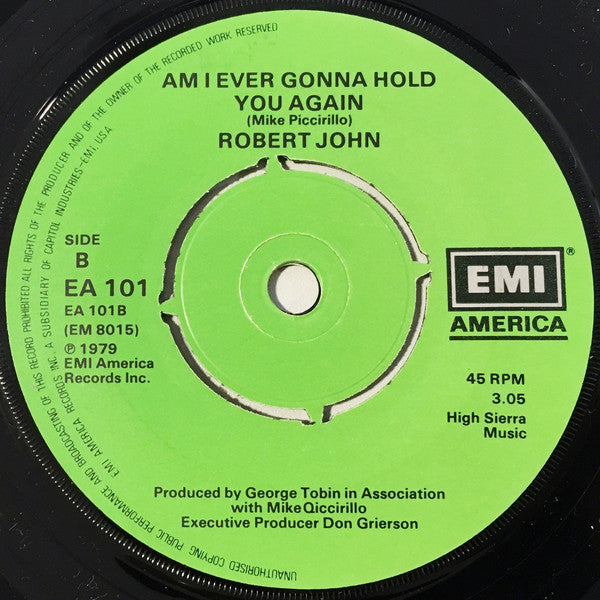 AM I EVER GONNA HOLD
YOU AGAIN
(Mike Piccirillo)
ROBERT JOHN
SIDE
B
EA 101
EA 101B
(EM 8015)
℗ 1979
EMI America
Records Inc.
EMI
®
AMERICA
45 RPM
3.05
High Sierra
Music
Produced by George Tobin in Association
with Mike Qiccirillo
Executive Producer Don Grierson
UNAUTHORISED COPYING PUBLIC PERFORMANCE AND BROADCASTING OF THIS RECORD PROHIBITED ALL RIGHTS OF THE PRODUCER AND OF THE OWNER OF THE RECORDED WORK RESERVED
EMI AMERICA RECORDS INC. A SUBSIDIARY OF CAPITOL INDUSTRIES—EMI, USA